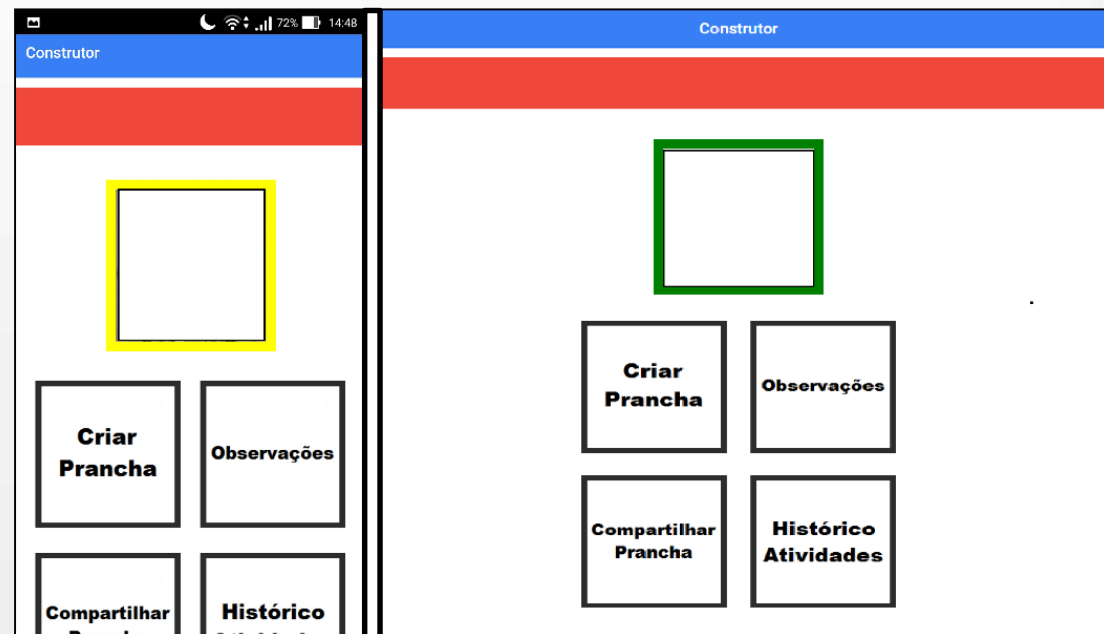 72% 14:48
Construtor
Criar
Prancha
Observações
Compartilhar
Histórico
Construtor
Criar
Prancha
Observações
Compartilhar
Prancha
Histórico
Atividades